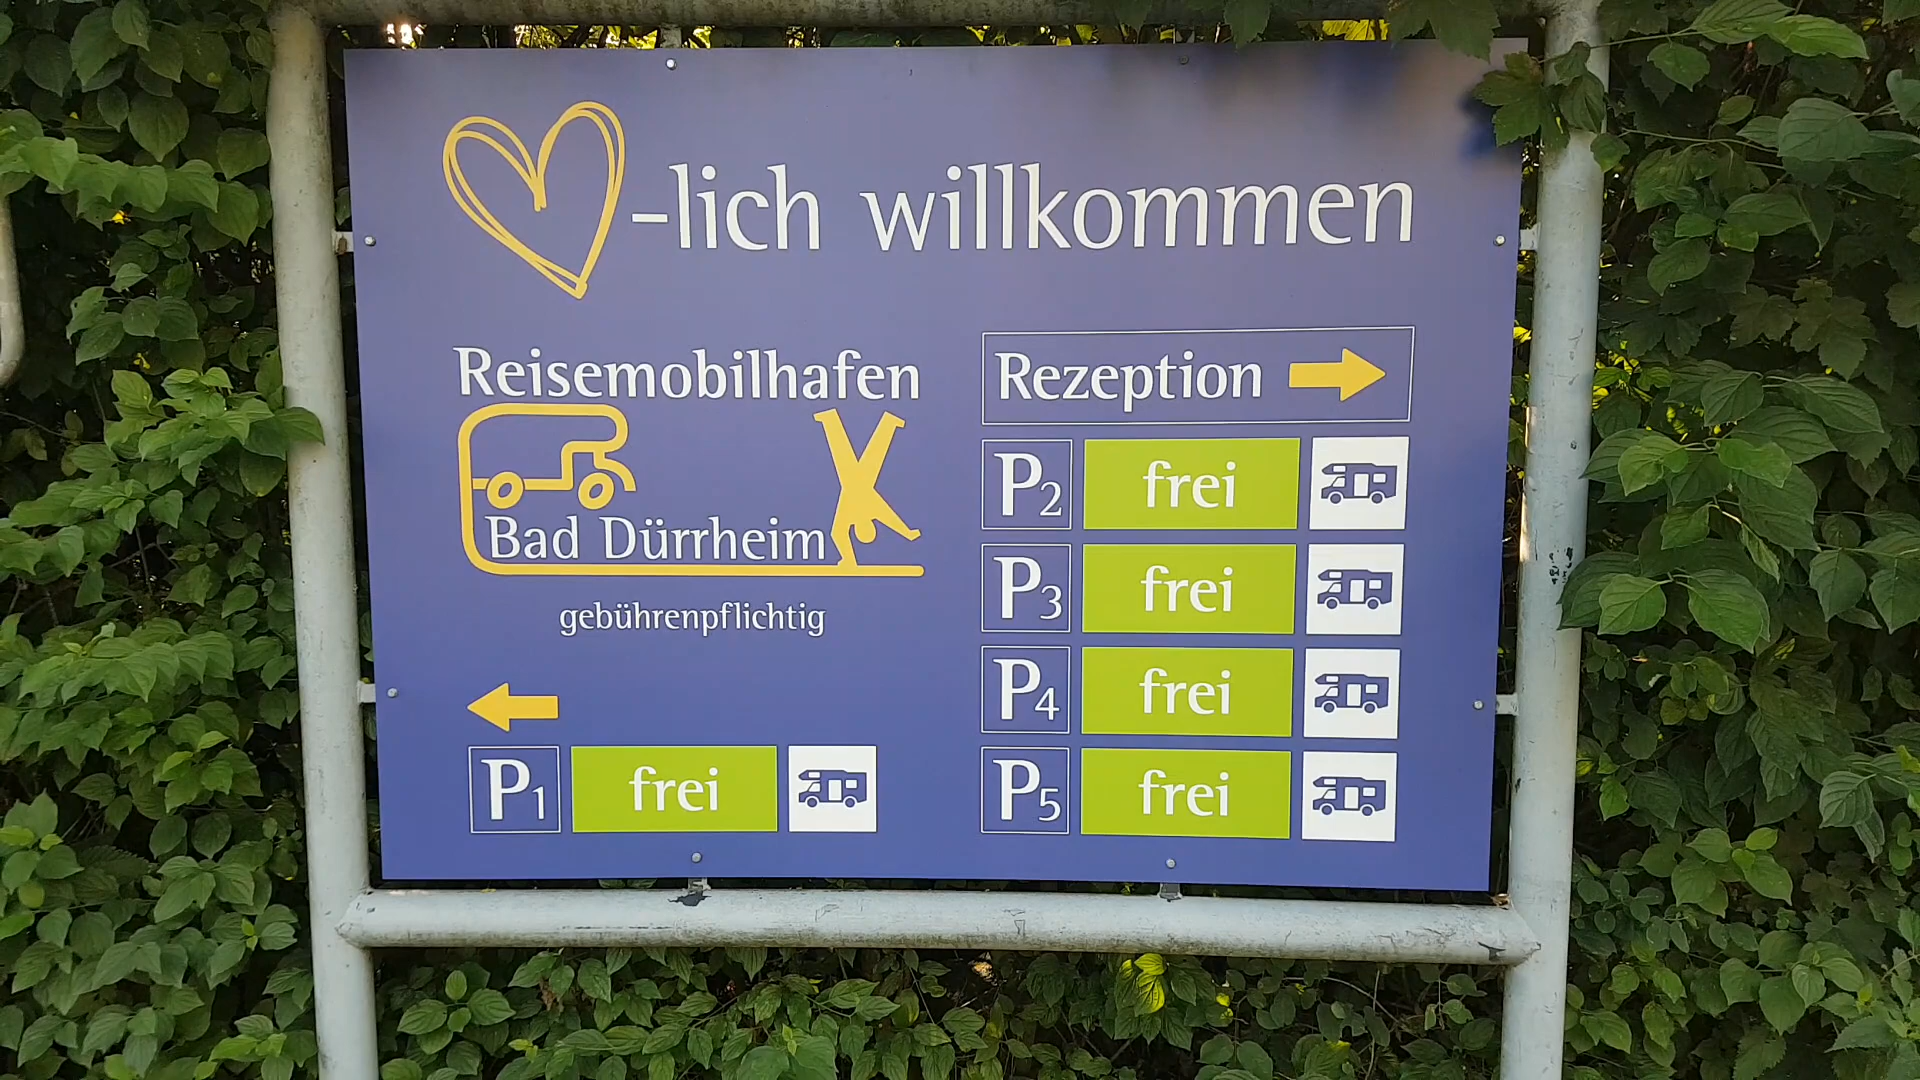 -lich willkommen
Reisemobilhafen
Bad Dürrheim
gebührenpflichtig
P1 frei
Rezeption
P2 frei
P3 frei
P4 frei
P5 frei